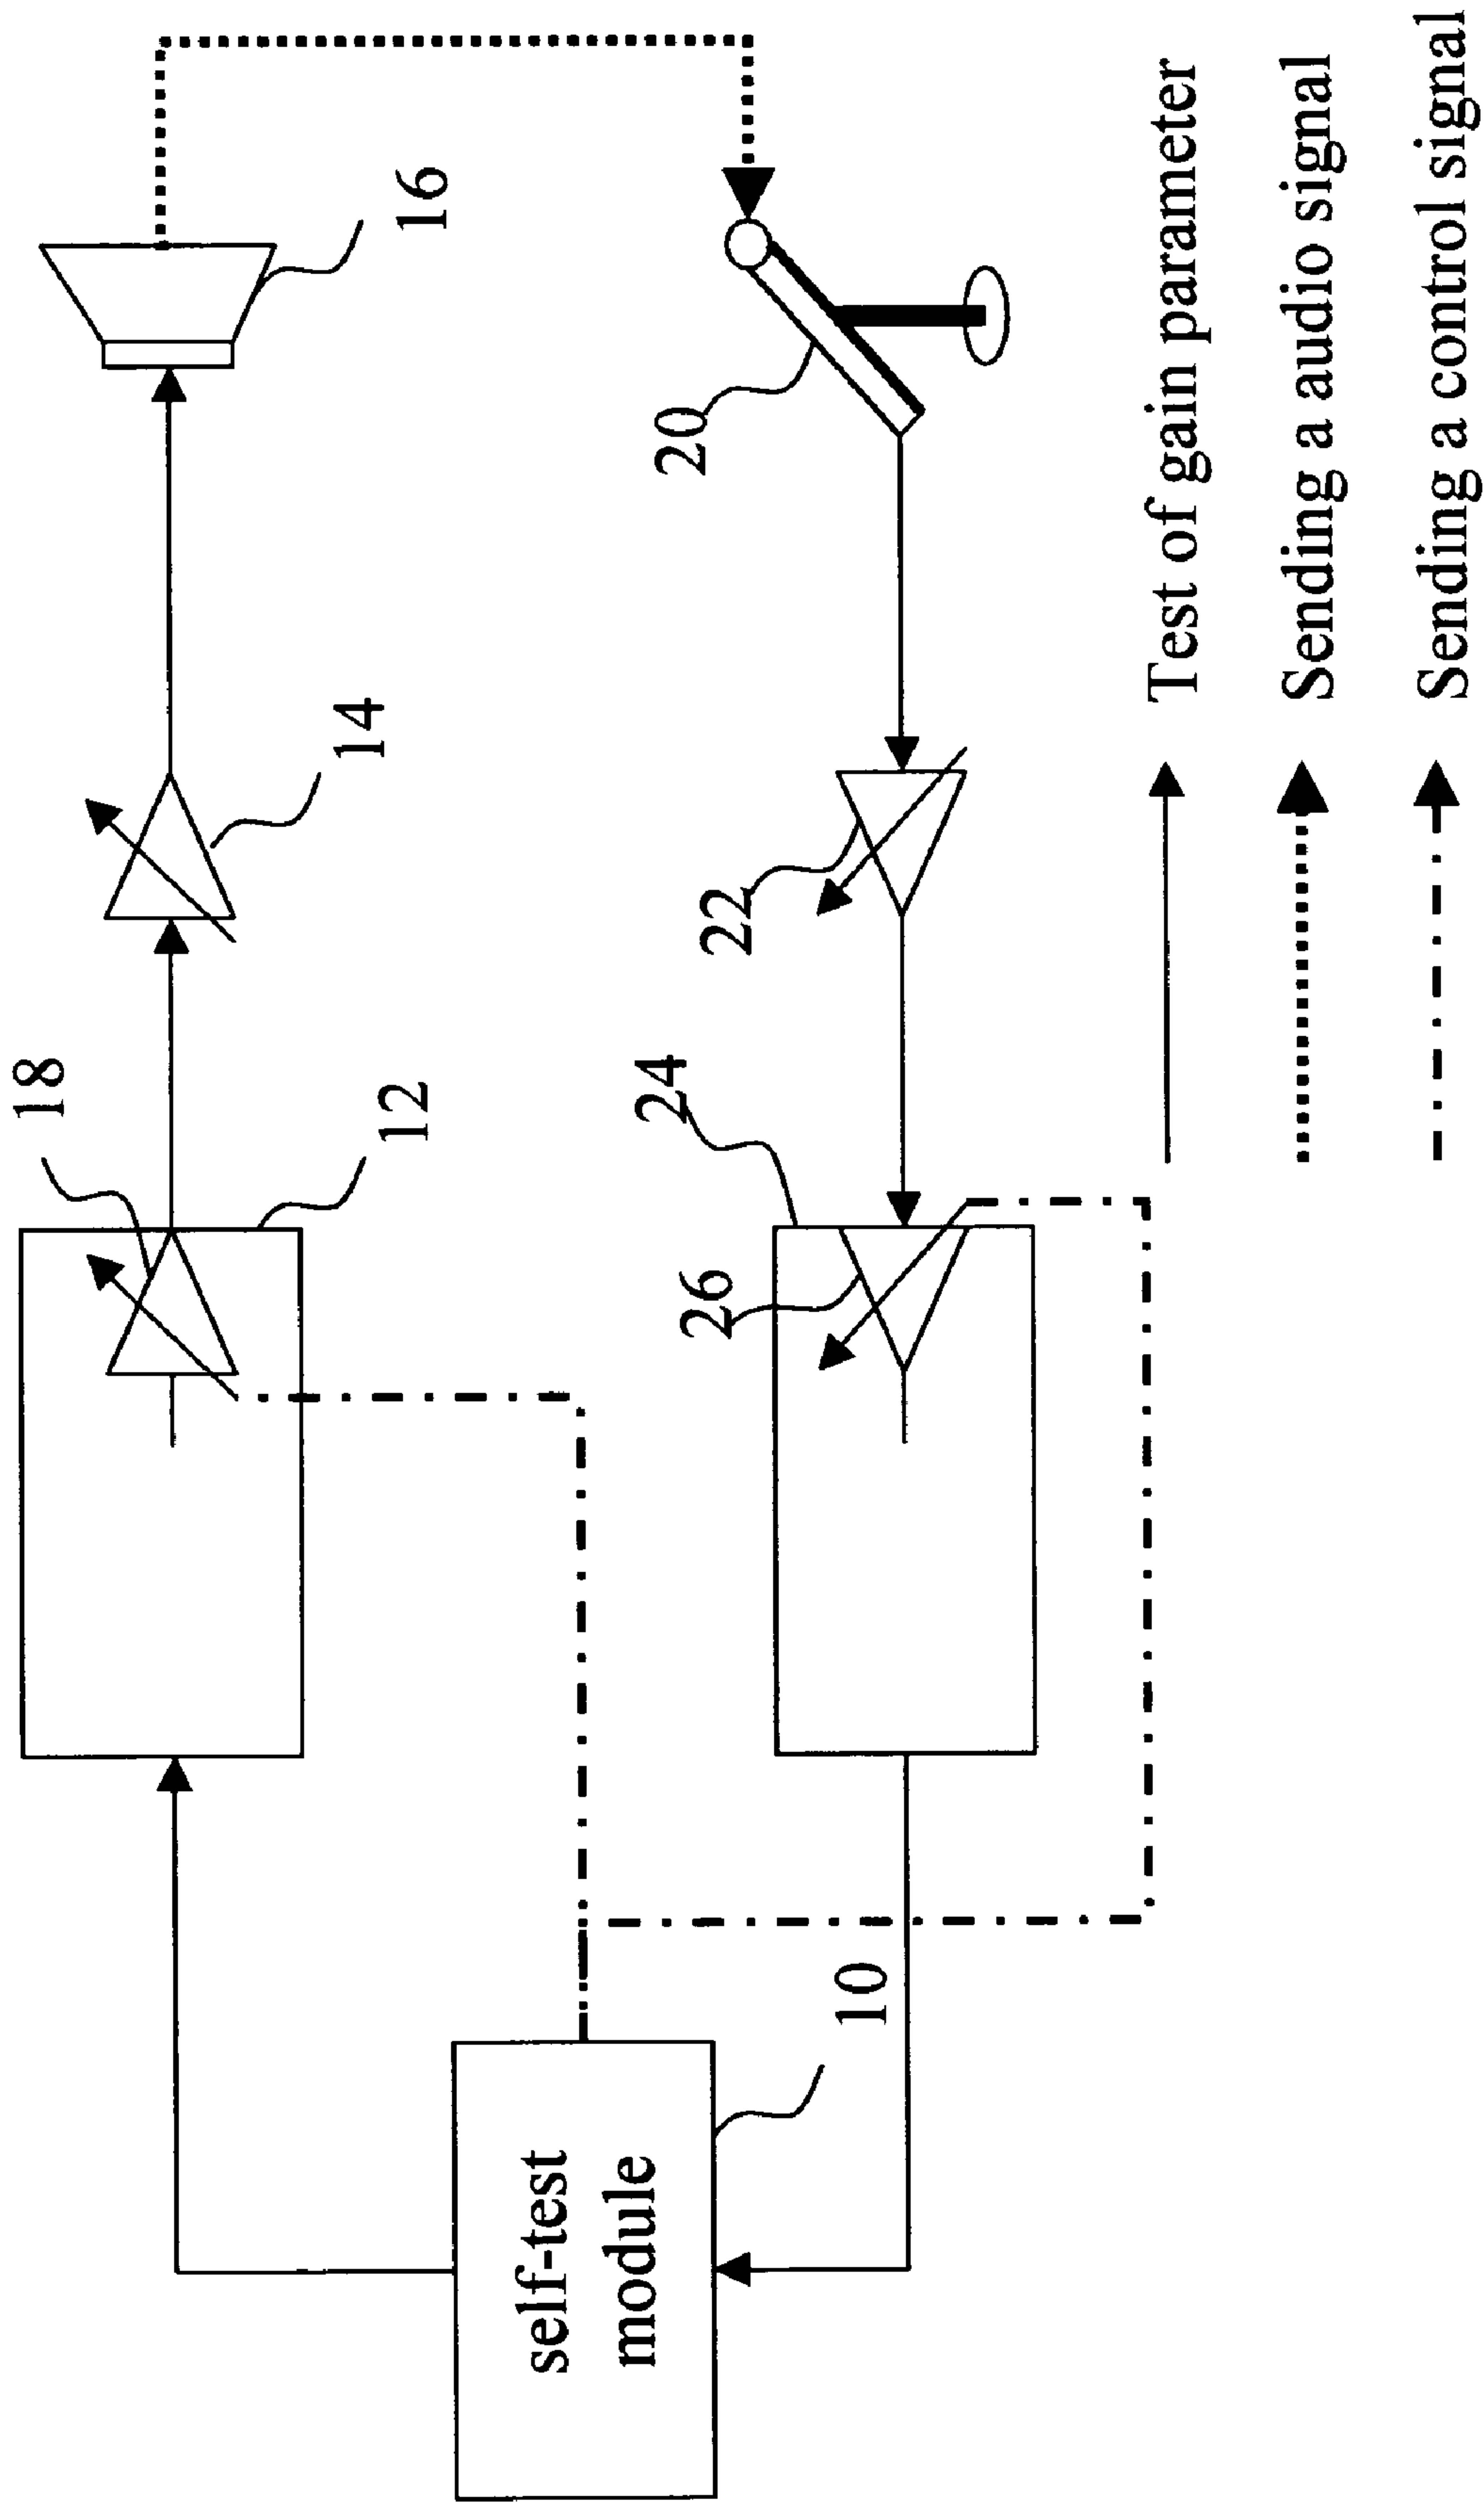 18
12
14
16
self-test
module
10
24
26
22
20
Test of gain parameter
Sending a audio signal
Sending a control signal